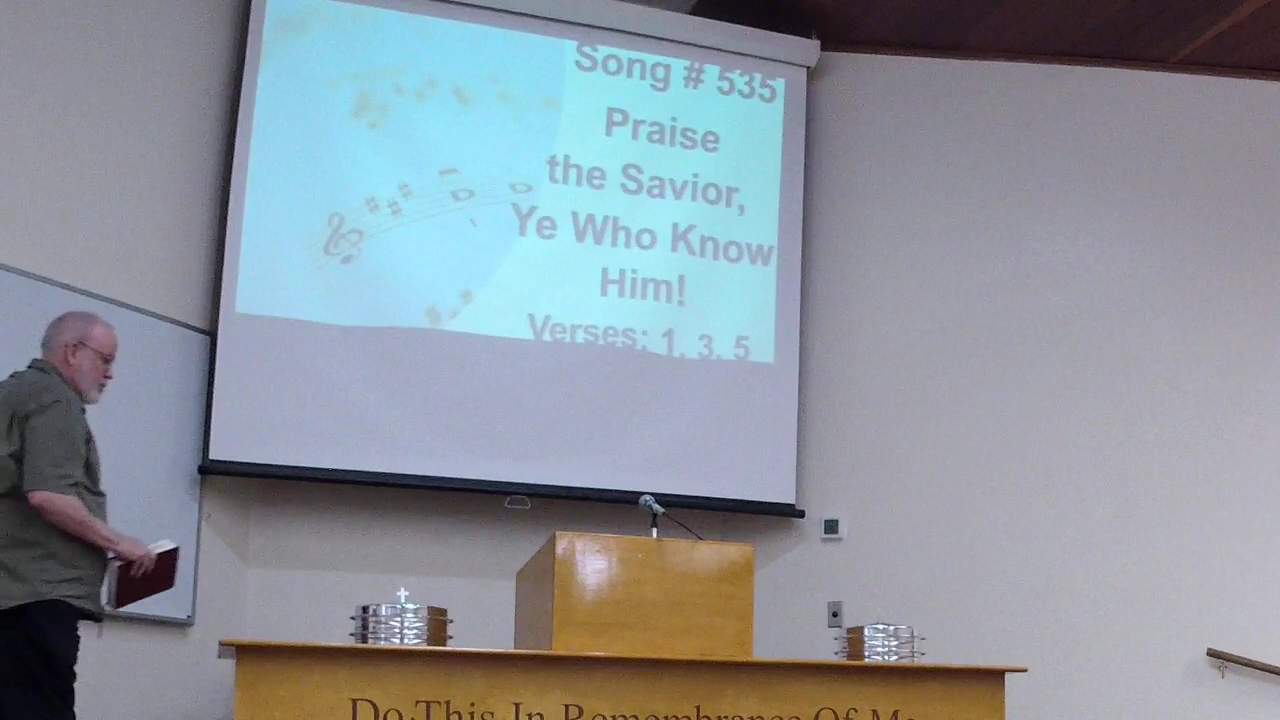 Song # 535
Praise
the Savior,
Ye Who Know
Him!
Verses: 1, 3, 5
Do This In Remembrance Of Me